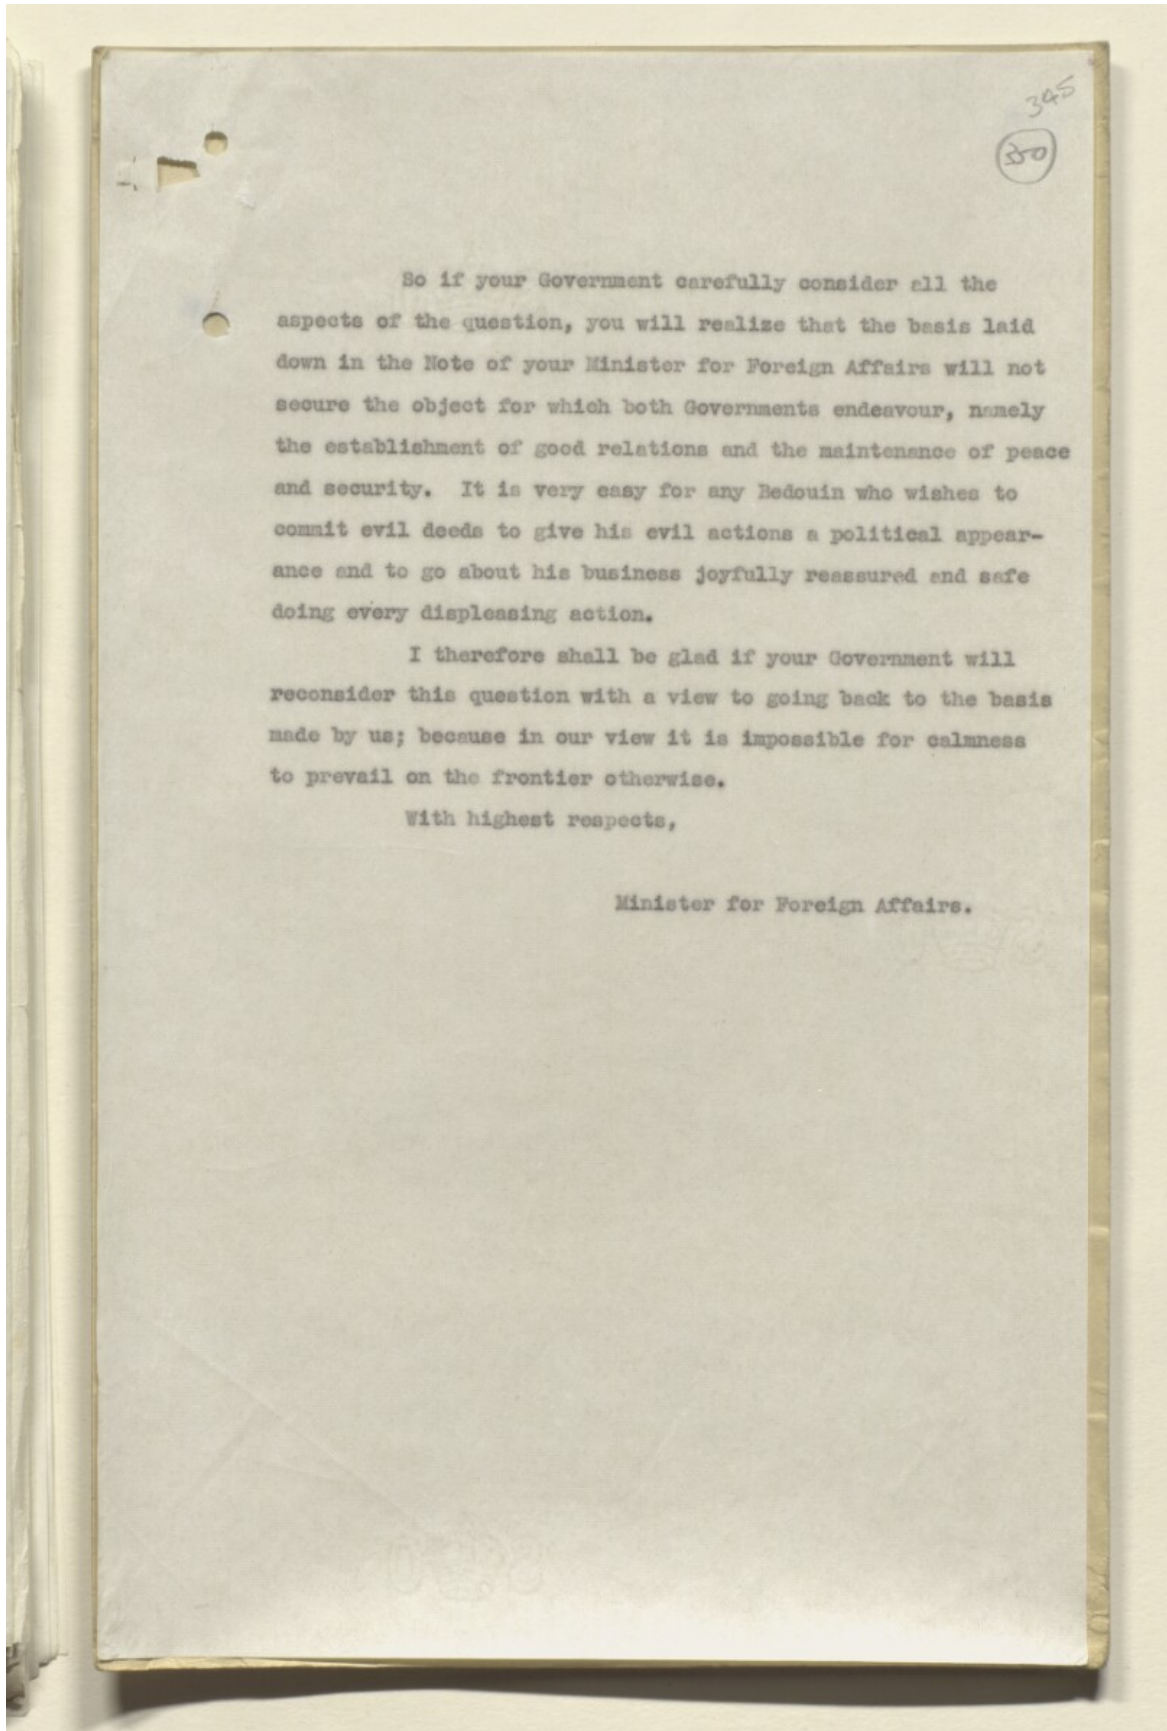 345
350
So if your Government carefully consider all the
aspects of the question, you will realize that the basis laid
down in the Note of your Minister for Foreign Affairs will not
secure the object for which both Governments endeavour, namely
the establishment of good relations and the maintenance of peace
and security. It is very easy for any Bedouin who wishes to
commit evil deeds to give his evil actions a political appear-
ance and to go about his business joyfully reassured and safe
doing every displeasing action.
I therefore shall be glad if your Government will
reconsider this question with a view to going back to the basis
made by us; because in our view it is impossible for calmness
to prevail on the frontier otherwise.
With highest respects,
Minister for Foreign Affairs.